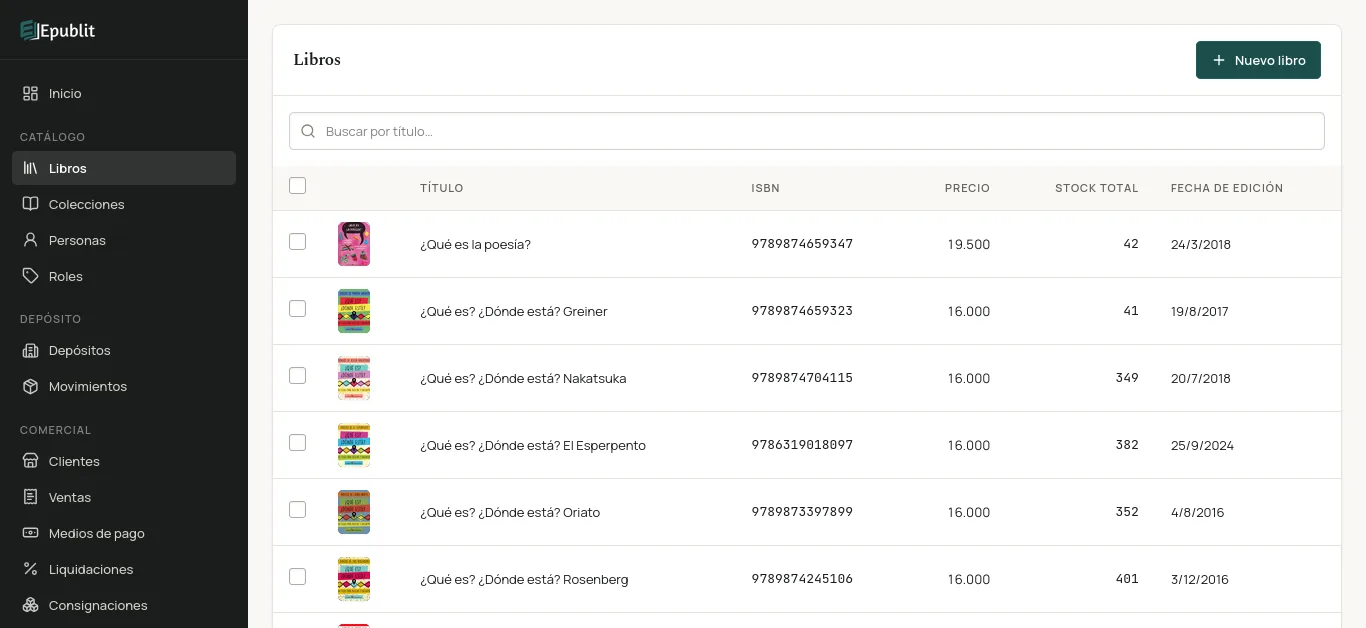 Epublit
Inicio
CATÁLOGO
Libros
Colecciones
Personas
Roles
DEPÓSITO
Depósitos
Movimientos
COMERCIAL
Clientes
Ventas
Medios de pago
Liquidaciones
Consignaciones
Libros
Nuevo libro
Buscar por título...
TÍTULO ISBN PRECIO STOCK TOTAL FECHA DE EDICIÓN
¿Qué es la poesía? 9789874659347 19.500 42 24/3/2018
¿Qué es? ¿Dónde está? Greiner 9789874659323 16.000 41 19/8/2017
¿Qué es? ¿Dónde está? Nakatsuka 9789874704115 16.000 349 20/7/2018
¿Qué es? ¿Dónde está? El Esperpento 9786319018097 16.000 382 25/9/2024
¿Qué es? ¿Dónde está? Oriato 9789873397899 16.000 352 4/8/2016
¿Qué es? ¿Dónde está? Rosenberg 9789874245106 16.000 401 3/12/2016